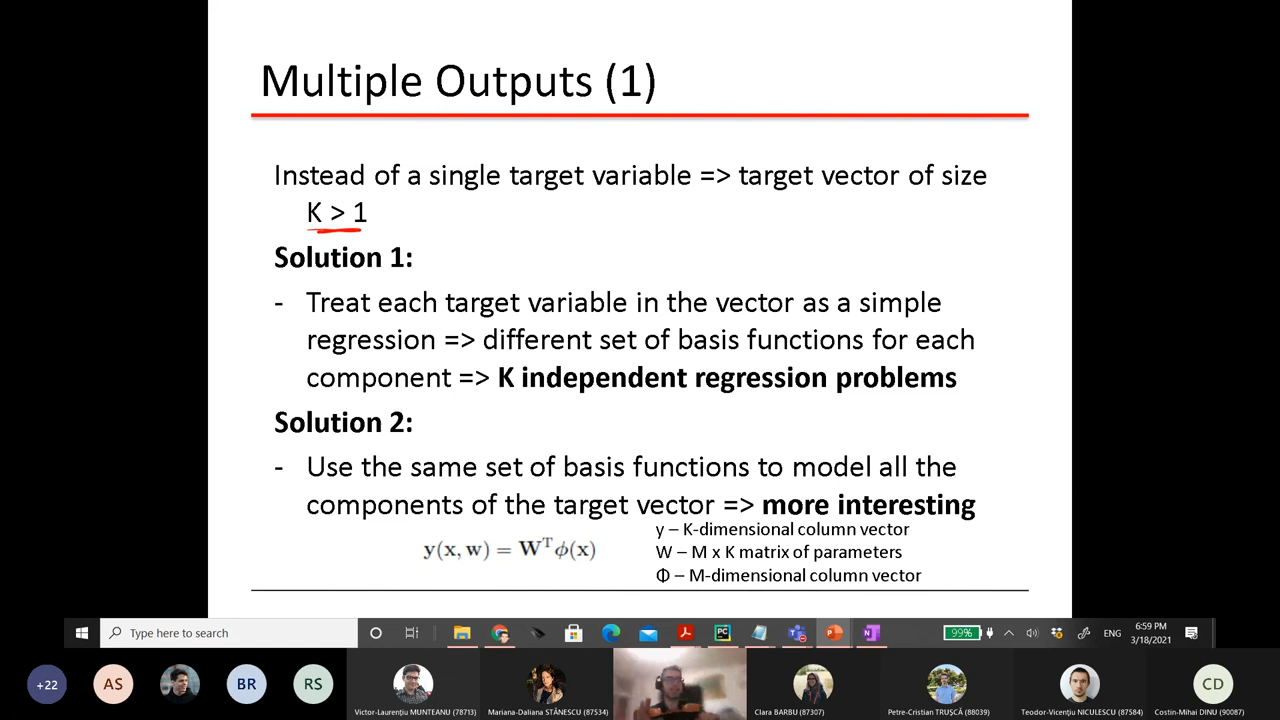 Multiple Outputs (1)
Instead of a single target variable => target vector of size
K > 1
Solution 1:
- Treat each target variable in the vector as a simple
regression => different set of basis functions for each
component => K independent regression problems
Solution 2:
- Use the same set of basis functions to model all the
components of the target vector => more interesting
y(x, w) = Wᵀϕ(x)
y – K-dimensional column vector
W – M x K matrix of parameters
Φ – M-dimensional column vector
Type here to search
99%
ENG
6:59 PM
3/18/2021
+22
AS
BR
RS
CD
Victor-Laurențiu MUNTEANU (78713)
Mariana-Daliana STĂNESCU (87534)
Clara BARBU (87307)
Petre-Cristian TRUȘCĂ (88039)
Teodor-Vicențiu NICULESCU (87584)
Costin-Mihai DINU (90087)